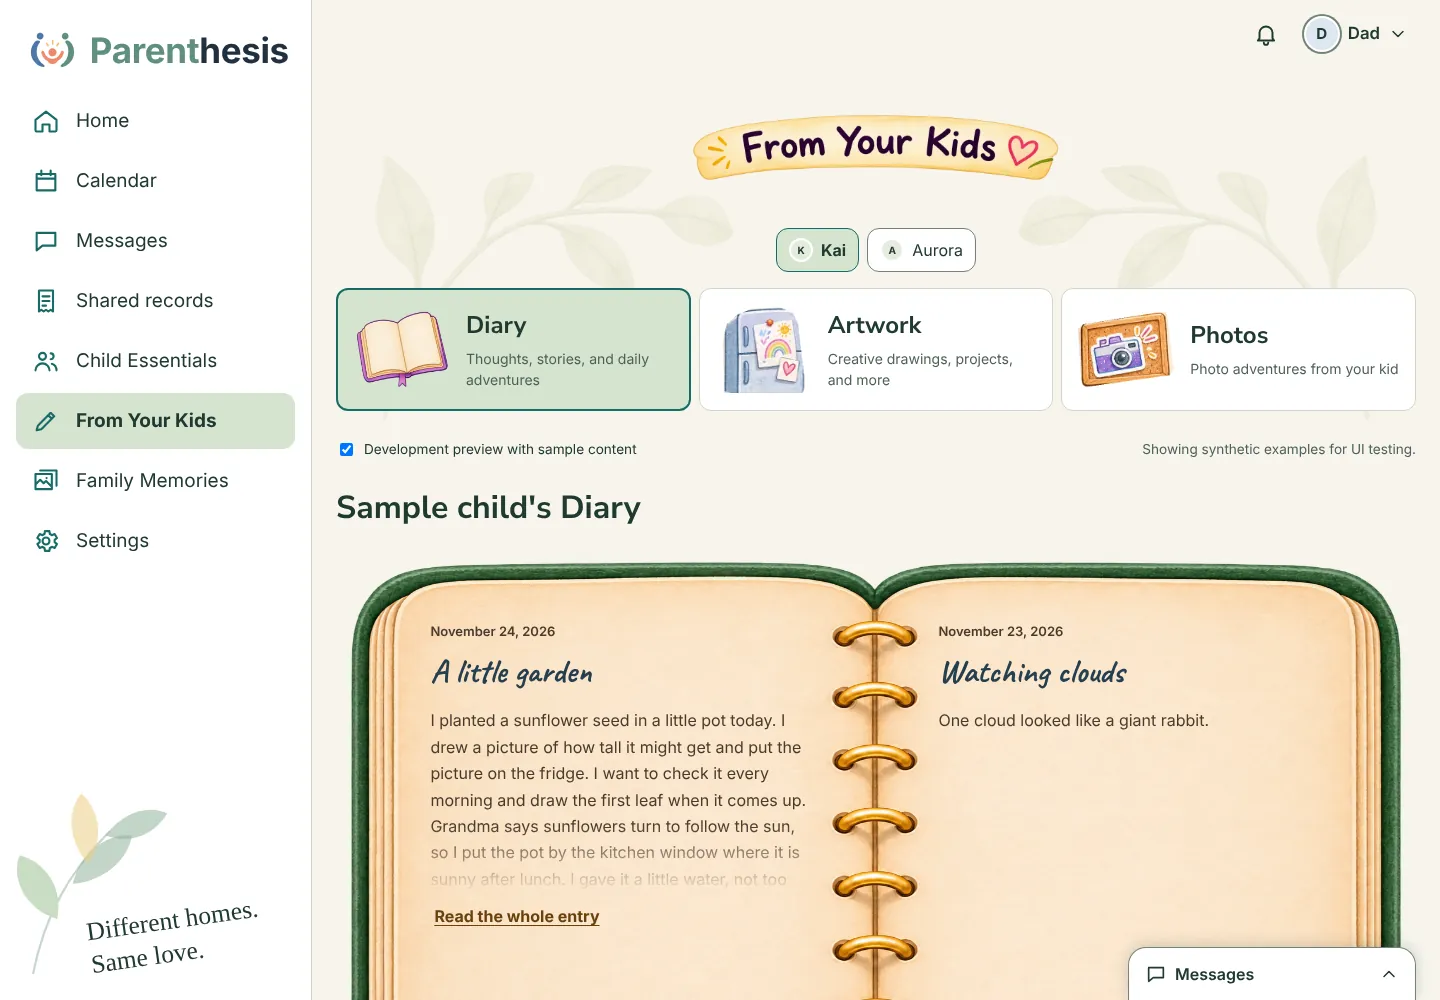 Parenthesis
Home
Calendar
Messages
Shared records
Child Essentials
From Your Kids
Family Memories
Settings
Different homes.
Same love.
D Dad
From Your Kids
K Kai
A Aurora
Diary
Thoughts, stories, and daily
adventures
Artwork
Creative drawings, projects,
and more
Photos
Photo adventures from your kid
Development preview with sample content
Showing synthetic examples for UI testing.
Sample child's Diary
November 24, 2026
A little garden
I planted a sunflower seed in a little pot today. I
drew a picture of how tall it might get and put the
picture on the fridge. I want to check it every
morning and draw the first leaf when it comes up.
Grandma says sunflowers turn to follow the sun,
so I put the pot by the kitchen window where it is
sunny after lunch. I gave it a little water, not too
Read the whole entry
November 23, 2026
Watching clouds
One cloud looked like a giant rabbit.
Messages